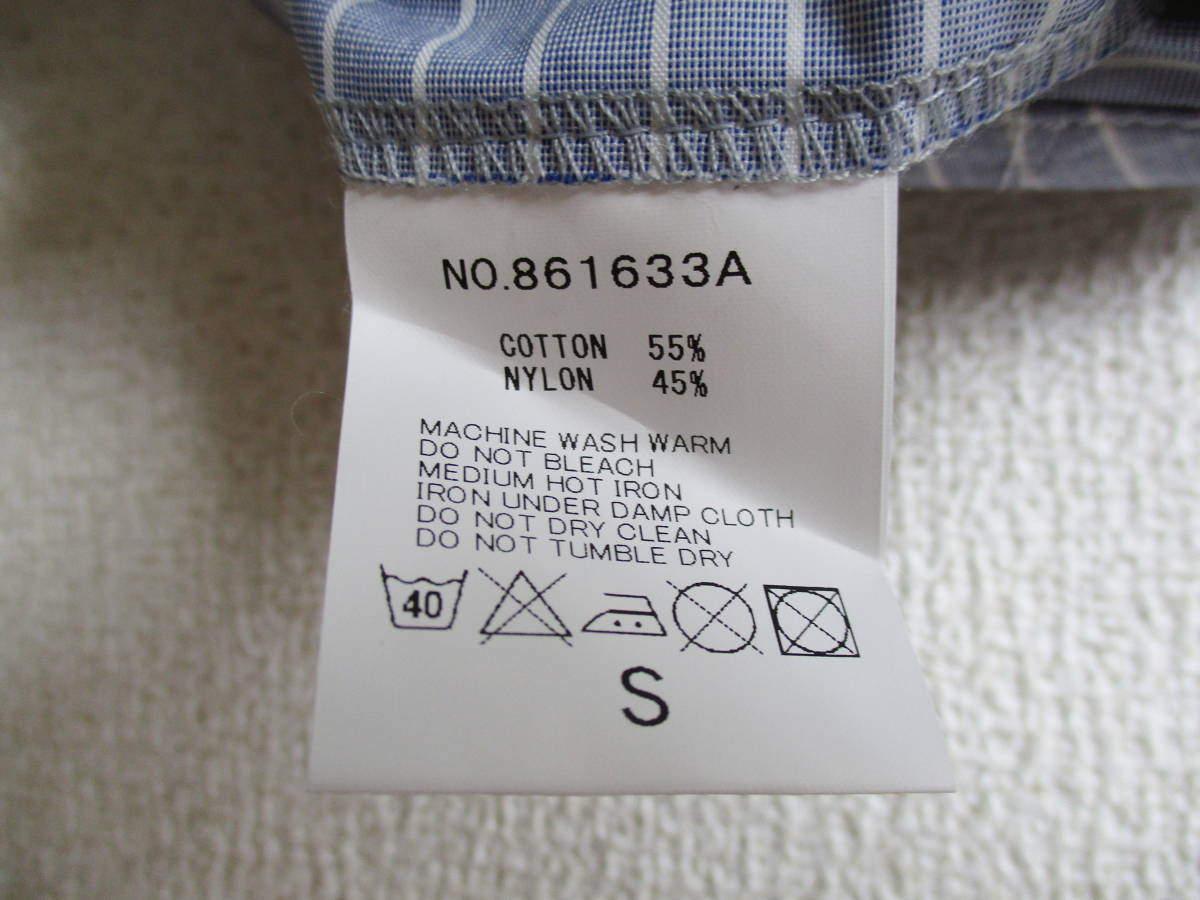 NO.861633A
COTTON 55%
NYLON 45%
MACHINE WASH WARM
DO NOT BLEACH
MEDIUM HOT IRON
IRON UNDER DAMP CLOTH
DO NOT DRY CLEAN
DO NOT TUMBLE DRY
40
S